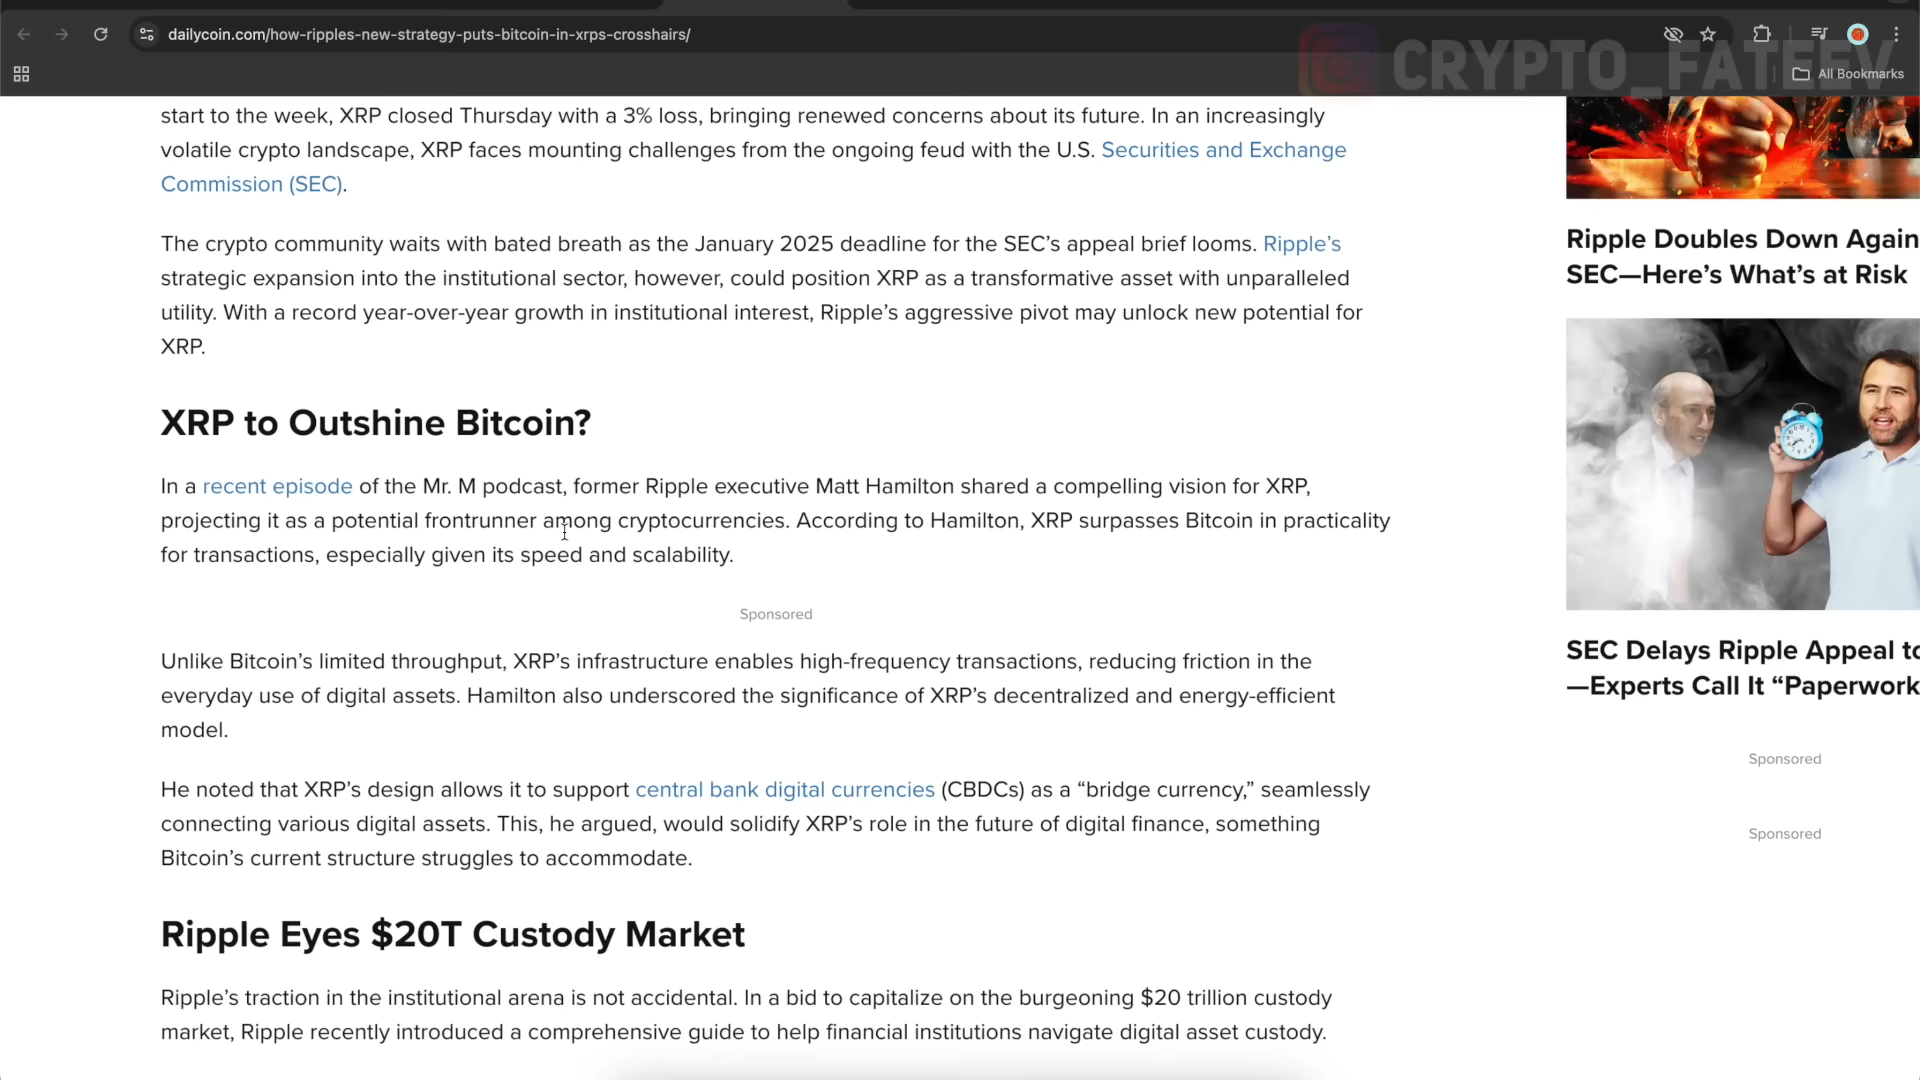 dailycoin.com/how-ripples-new-strategy-puts-bitcoin-in-xrps-crosshairs/
CRYPTO_FATEEV
All Bookmarks
start to the week, XRP closed Thursday with a 3% loss, bringing renewed concerns about its future. In an increasingly
volatile crypto landscape, XRP faces mounting challenges from the ongoing feud with the U.S. Securities and Exchange
Commission (SEC).
The crypto community waits with bated breath as the January 2025 deadline for the SEC’s appeal brief looms. Ripple’s
strategic expansion into the institutional sector, however, could position XRP as a transformative asset with unparalleled
utility. With a record year-over-year growth in institutional interest, Ripple’s aggressive pivot may unlock new potential for
XRP.
XRP to Outshine Bitcoin?
In a recent episode of the Mr. M podcast, former Ripple executive Matt Hamilton shared a compelling vision for XRP,
projecting it as a potential frontrunner among cryptocurrencies. According to Hamilton, XRP surpasses Bitcoin in practicality
for transactions, especially given its speed and scalability.
Sponsored
Unlike Bitcoin’s limited throughput, XRP’s infrastructure enables high-frequency transactions, reducing friction in the
everyday use of digital assets. Hamilton also underscored the significance of XRP’s decentralized and energy-efficient
model.
He noted that XRP’s design allows it to support central bank digital currencies (CBDCs) as a “bridge currency,” seamlessly
connecting various digital assets. This, he argued, would solidify XRP’s role in the future of digital finance, something
Bitcoin’s current structure struggles to accommodate.
Ripple Eyes $20T Custody Market
Ripple’s traction in the institutional arena is not accidental. In a bid to capitalize on the burgeoning $20 trillion custody
market, Ripple recently introduced a comprehensive guide to help financial institutions navigate digital asset custody.
Ripple Doubles Down Again
SEC—Here’s What’s at Risk
SEC Delays Ripple Appeal to
—Experts Call It “Paperwork
Sponsored
Sponsored